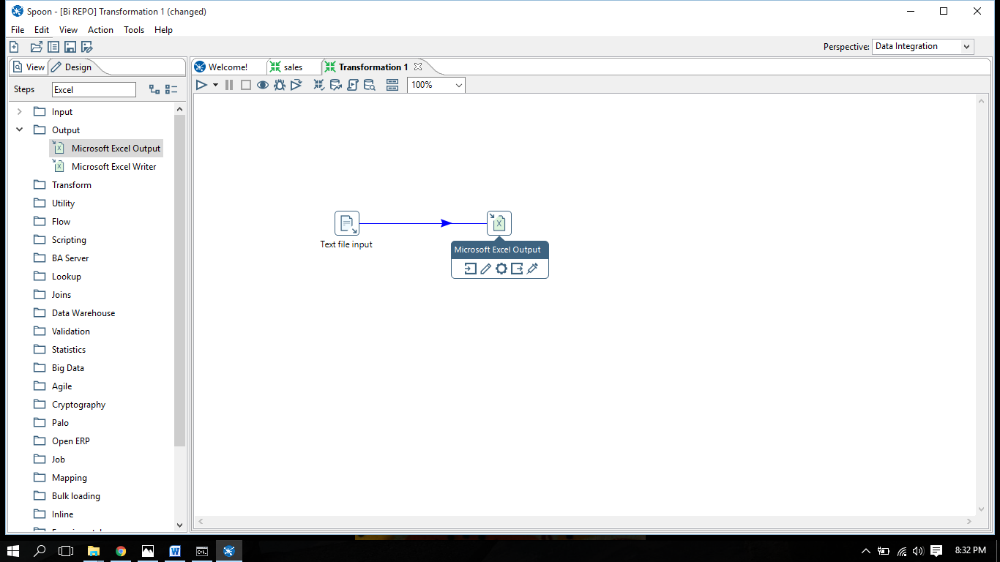 Spoon - [Bi REPO] Transformation 1 (changed)
File Edit View Action Tools Help
Perspective: Data Integration
View Design
Welcome! sales Transformation 1
Steps Excel
100%
Input
Output
Microsoft Excel Output
Microsoft Excel Writer
Transform
Utility
Flow
Scripting
BA Server
Lookup
Joins
Data Warehouse
Validation
Statistics
Big Data
Agile
Cryptography
Palo
Open ERP
Job
Mapping
Bulk loading
Inline
Text file input
Microsoft Excel Output
8:32 PM